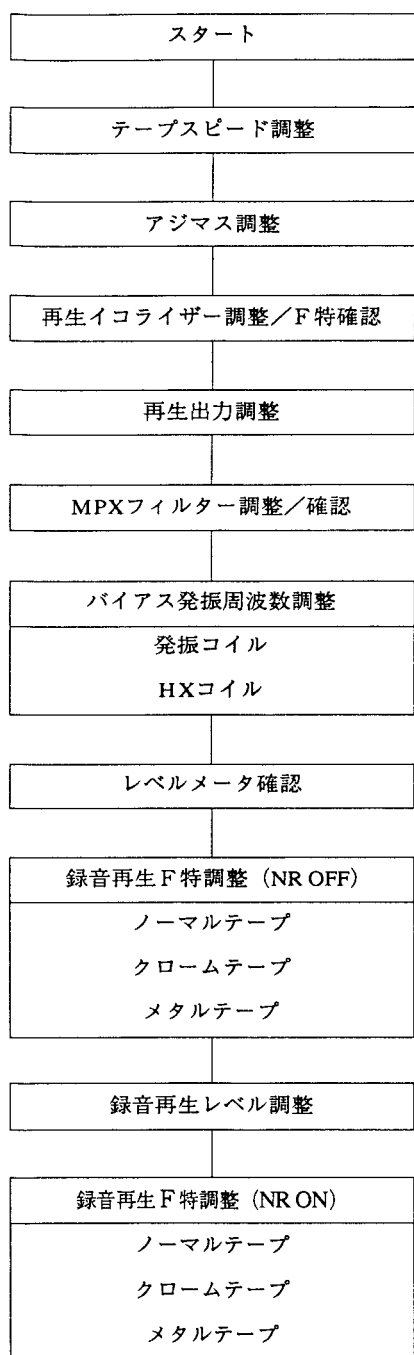 スタート
テープスピード調整
アジマス調整
再生イコライザー調整／F特確認
再生出力調整
MPXフィルター調整／確認
バイアス発振周波数調整
発振コイル
HXコイル
レベルメータ確認
録音再生F特調整（NR OFF）
ノーマルテープ
クロームテープ
メタルテープ
録音再生レベル調整
録音再生F特調整（NR ON）
ノーマルテープ
クロームテープ
メタルテープ